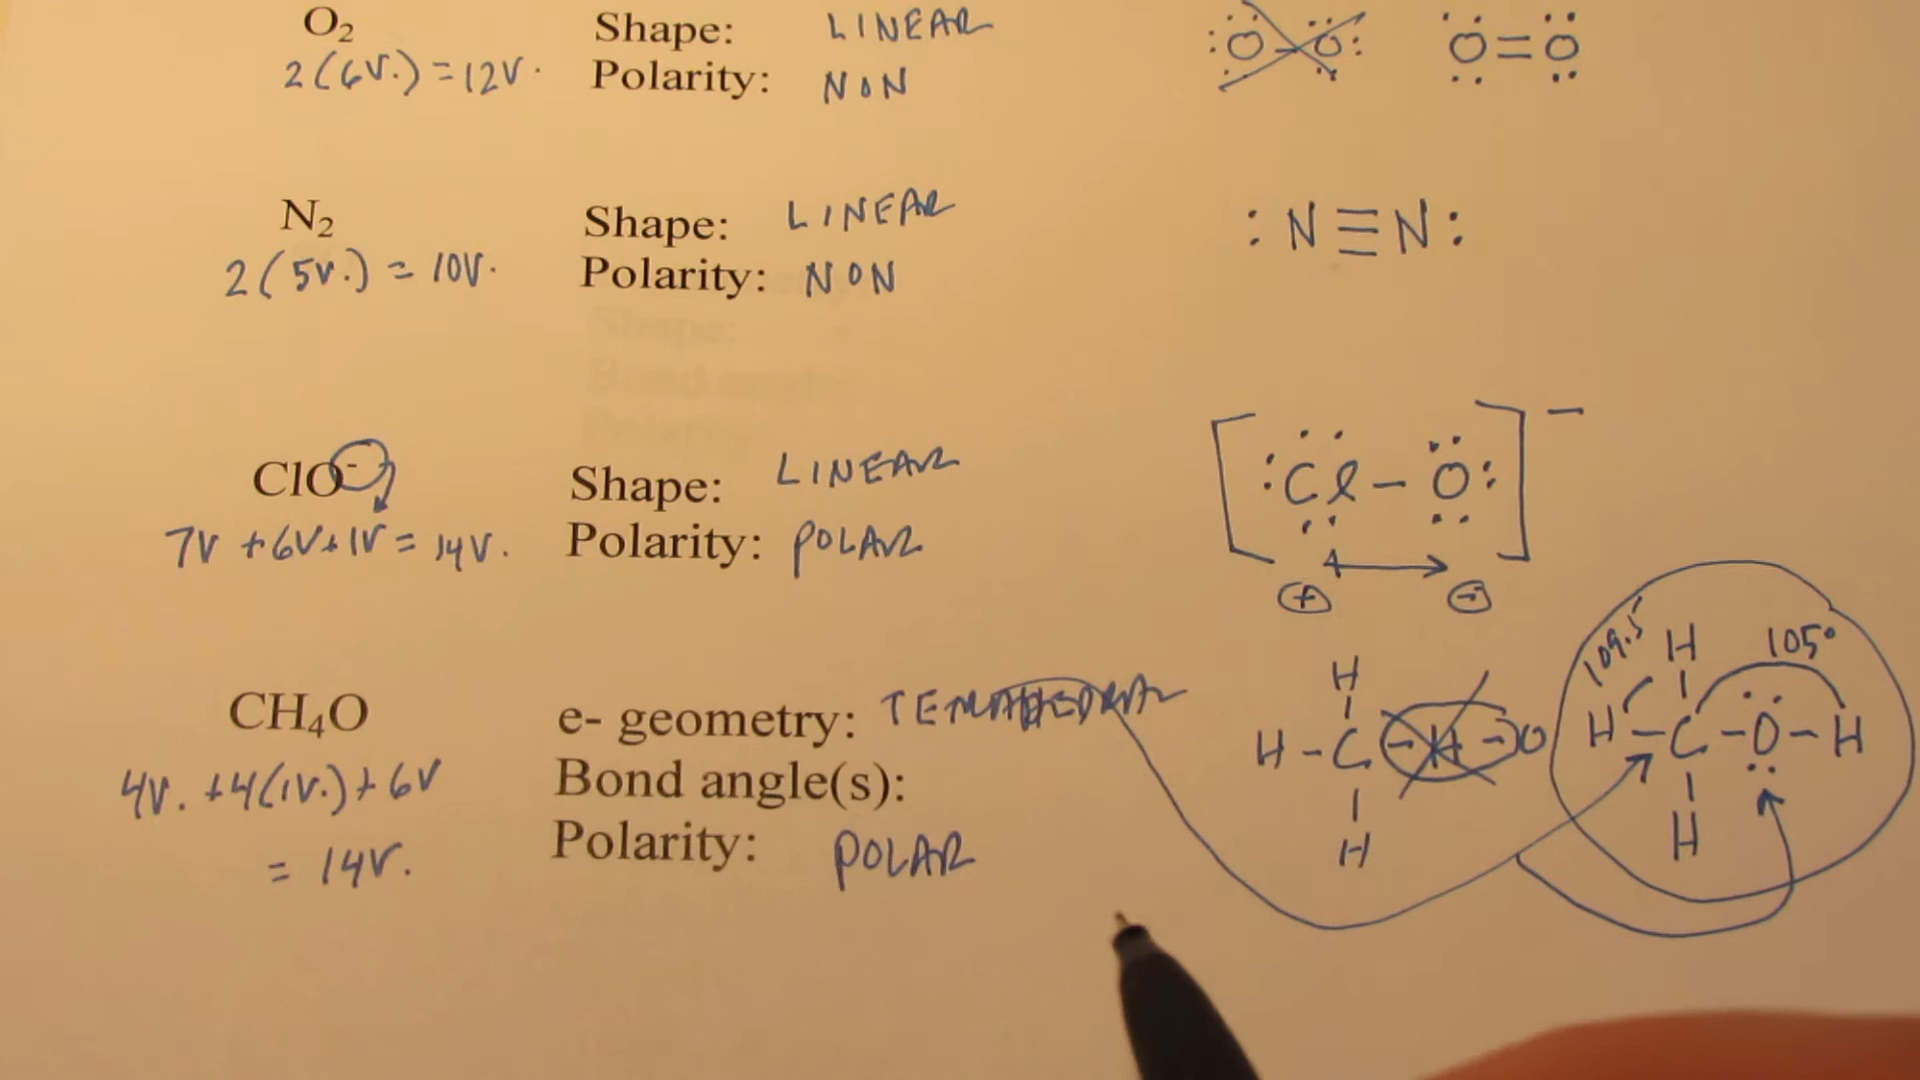 O₂ Shape: LINEAR :O-O: O=O
2(6V.)=12V. Polarity: NON
N₂ Shape: LINEAR :N≡N:
2(5V.) = 10V. Polarity: NON
ClO⁻ Shape: LINEAR [:Cl-O:]⁻
7V+6V+1V=14V. Polarity: POLAR
+ -
109.5 H 105°
H
CH₄O e- geometry: TETRAHEDRAL
H-C-H-O H-C-O-H
4V.+4(1V.)+6V Bond angle(s):
H H
= 14V. Polarity: POLAR